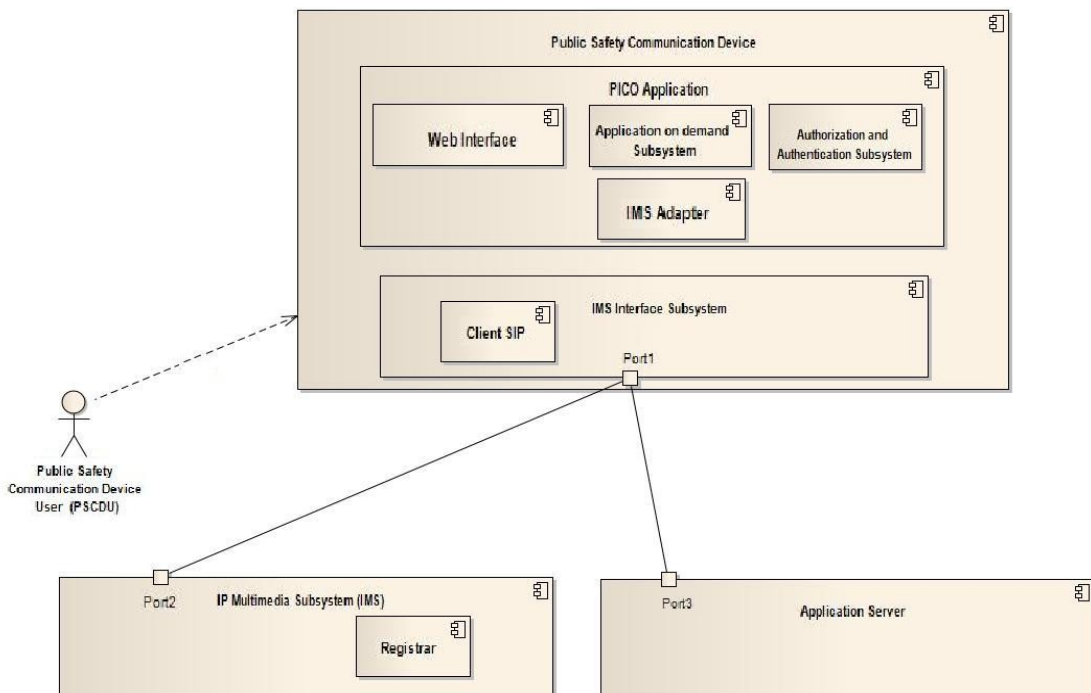 Public Safety Communication Device
PICO Application
Web Interface
Application on demand
Subsystem
Authorization and
Authentication Subsystem
IMS Adapter
IMS Interface Subsystem
Client SIP
Port1
Public Safety
Communication Device
User (PSCDU)
Port2
IP Multimedia Subsystem (IMS)
Registrar
Port3
Application Server